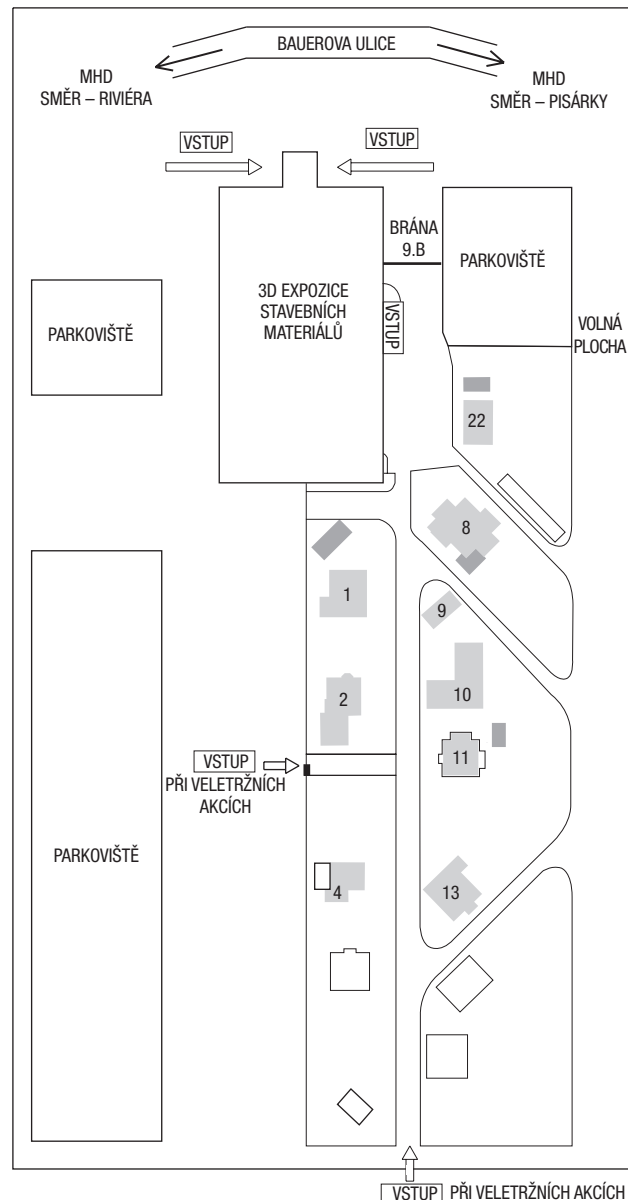 BAUEROVA ULICE
MHD
SMĚR – RIVIÉRA
MHD
SMĚR – PISÁRKY
VSTUP
VSTUP
BRÁNA
9.B
PARKOVIŠTĚ
3D EXPOZICE
STAVEBNÍCH
MATERIÁLŮ
VSTUP
PARKOVIŠTĚ
VOLNÁ
PLOCHA
22
8
1
9
2
10
11
VSTUP
PŘI VELETRŽNÍCH
AKCÍCH
PARKOVIŠTĚ
4
13
VSTUP PŘI VELETRŽNÍCH AKCÍCH